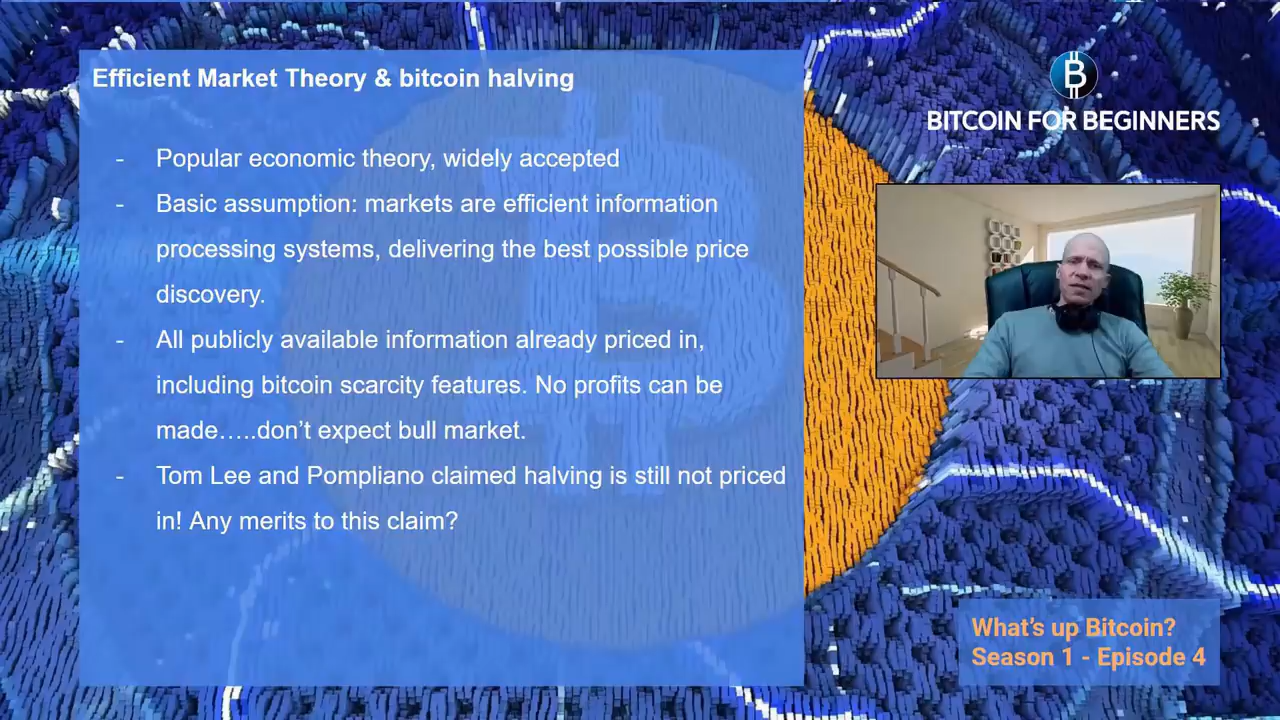 Efficient Market Theory & bitcoin halving
- Popular economic theory, widely accepted
- Basic assumption: markets are efficient information
processing systems, delivering the best possible price
discovery.
- All publicly available information already priced in,
including bitcoin scarcity features. No profits can be
made…..don’t expect bull market.
- Tom Lee and Pompliano claimed halving is still not priced
in! Any merits to this claim?
BITCOIN FOR BEGINNERS
What’s up Bitcoin?
Season 1 - Episode 4